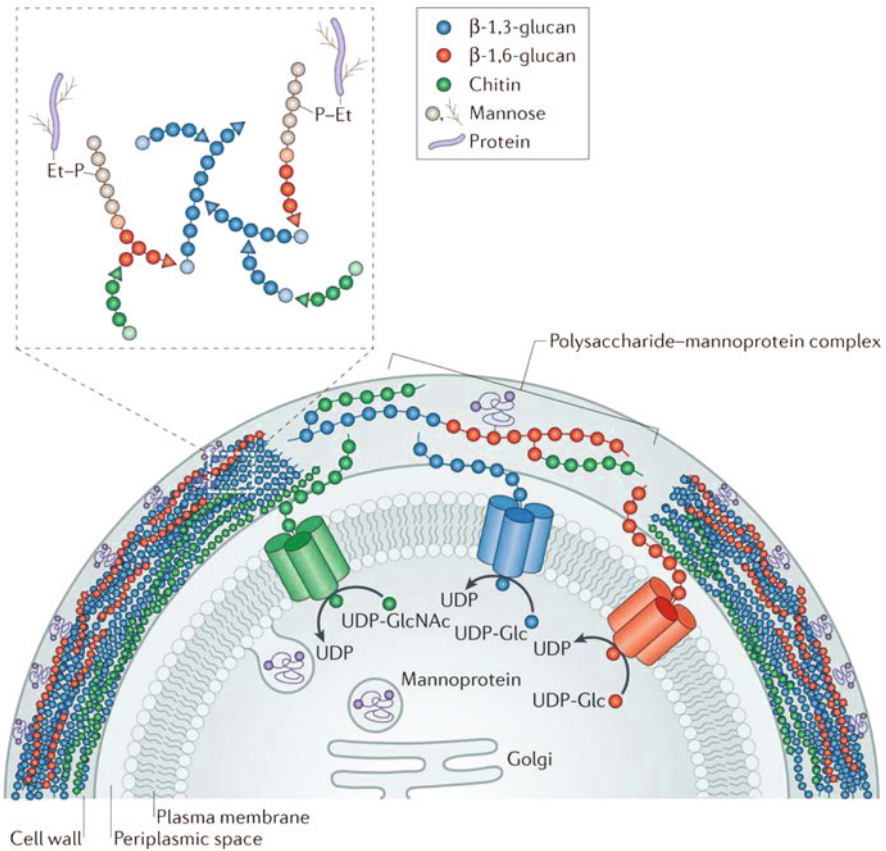 β-1,3-glucan
β-1,6-glucan
Chitin
, Mannose
Protein
P–Et
Et–P
Polysaccharide–mannoprotein complex
UDP
UDP-GlcNAc
UDP-Glc
UDP
UDP
Mannoprotein
UDP-Glc
Golgi
Plasma membrane
Cell wall
Periplasmic space